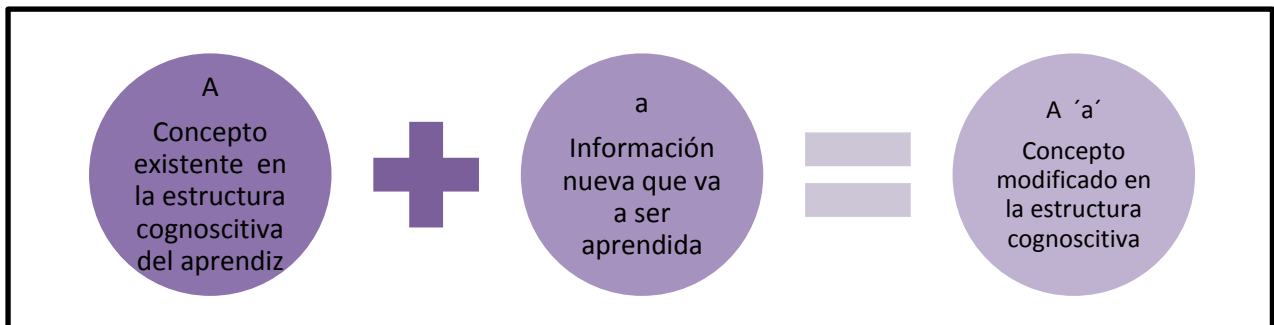 A
Concepto
existente en
la estructura
cognoscitiva
del aprendiz
a
Información
nueva que va
a ser
aprendida
A ´a´
Concepto
modificado en
la estructura
cognoscitiva